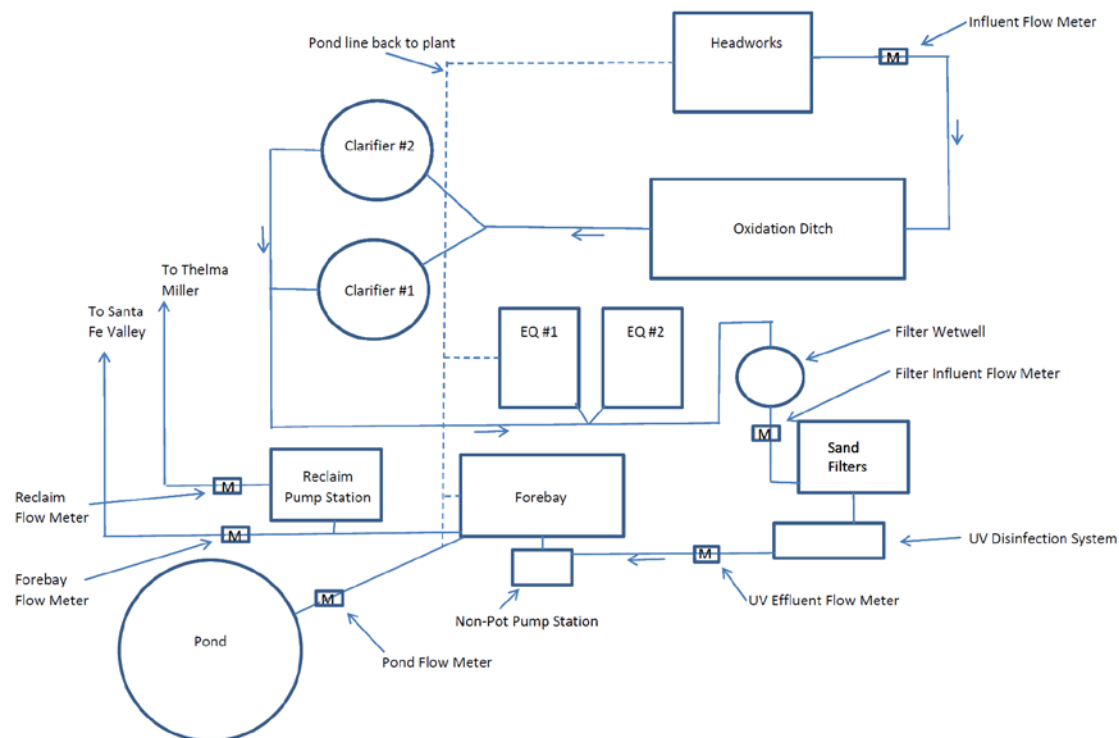 Influent Flow Meter
Pond line back to plant
Headworks
M
Clarifier #2
Oxidation Ditch
Clarifier #1
To Thelma
Miller
To Santa
Fe Valley
EQ #1
EQ #2
Filter Wetwell
Filter Influent Flow Meter
M
Sand
Filters
Reclaim
Pump Station
Forebay
M
Reclaim
Flow Meter
M
UV Disinfection System
M
Forebay
Flow Meter
M
Non-Pot Pump Station
UV Effluent Flow Meter
Pond
Pond Flow Meter